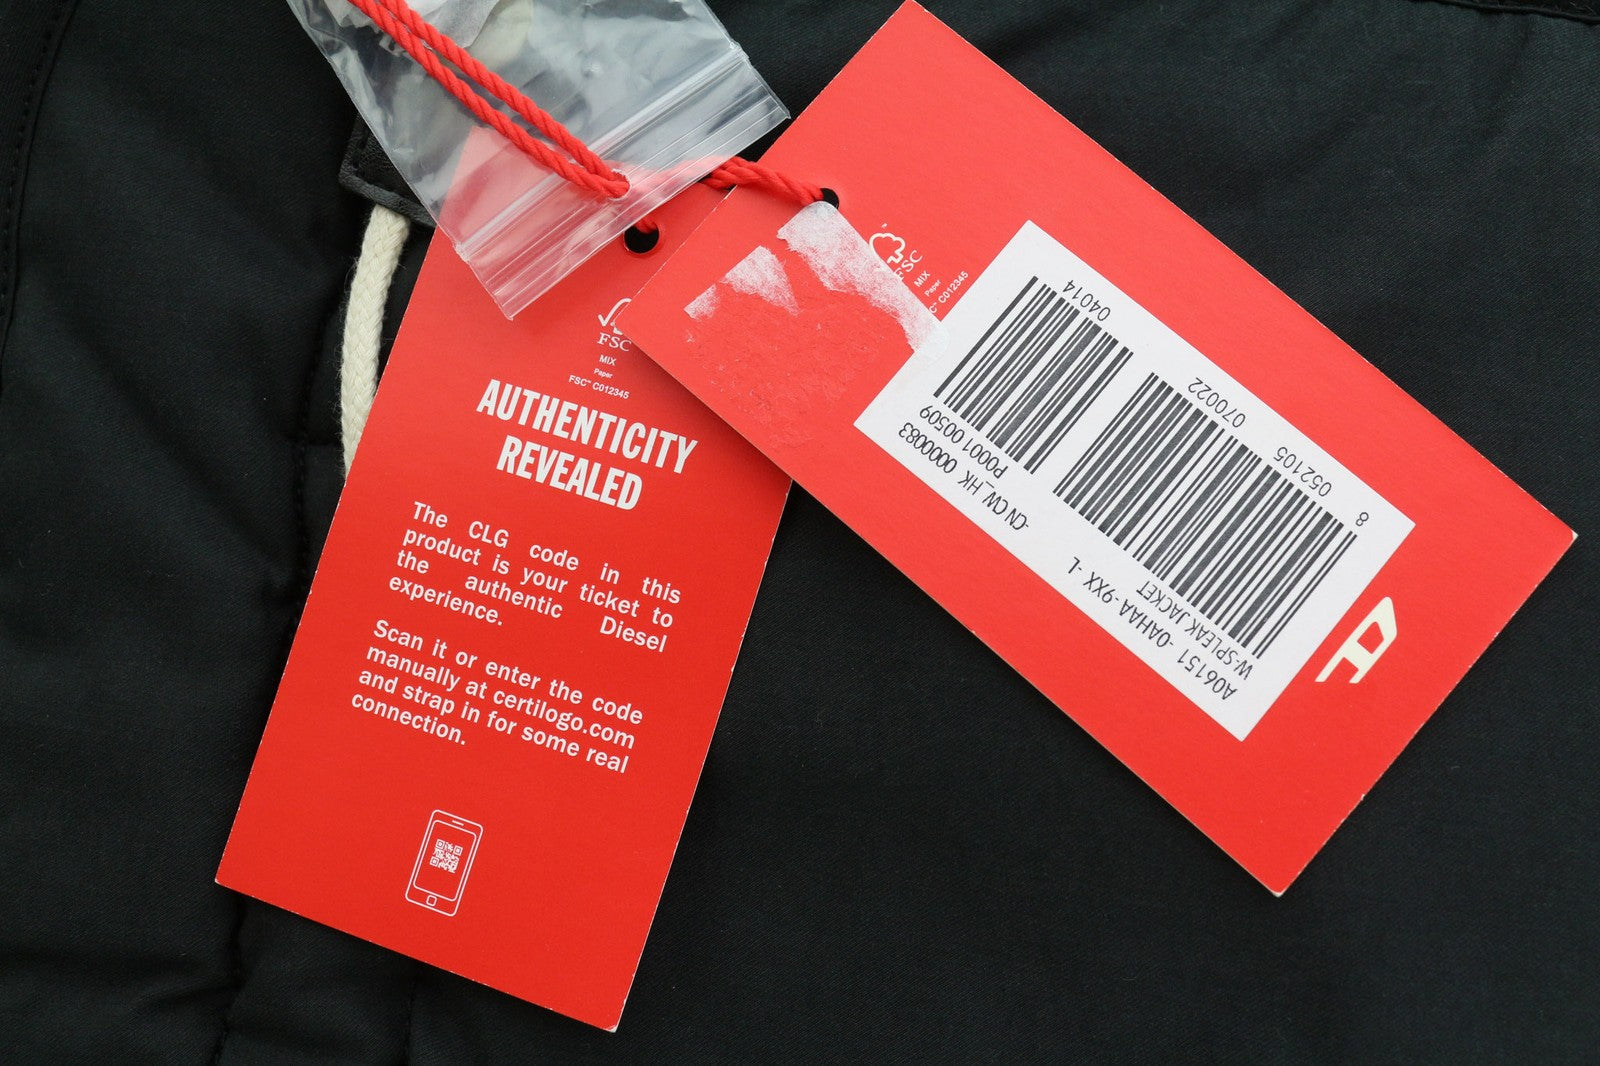 FSC
MIX
Paper
FSC™ C012345
AUTHENTICITY
REVEALED
The CLG code in this
product is your ticket to
the authentic Diesel
experience.
Scan it or enter the code
manually at certilogo.com
and strap in for some real
connection.
FSC
MIX
Paper
C™ C012345
A06151 -0AHAA -9XX -L
W-SPLEAK JACKET
8 052105 070022 04014
-CN CW_HK 0000083
P0001 00509
D